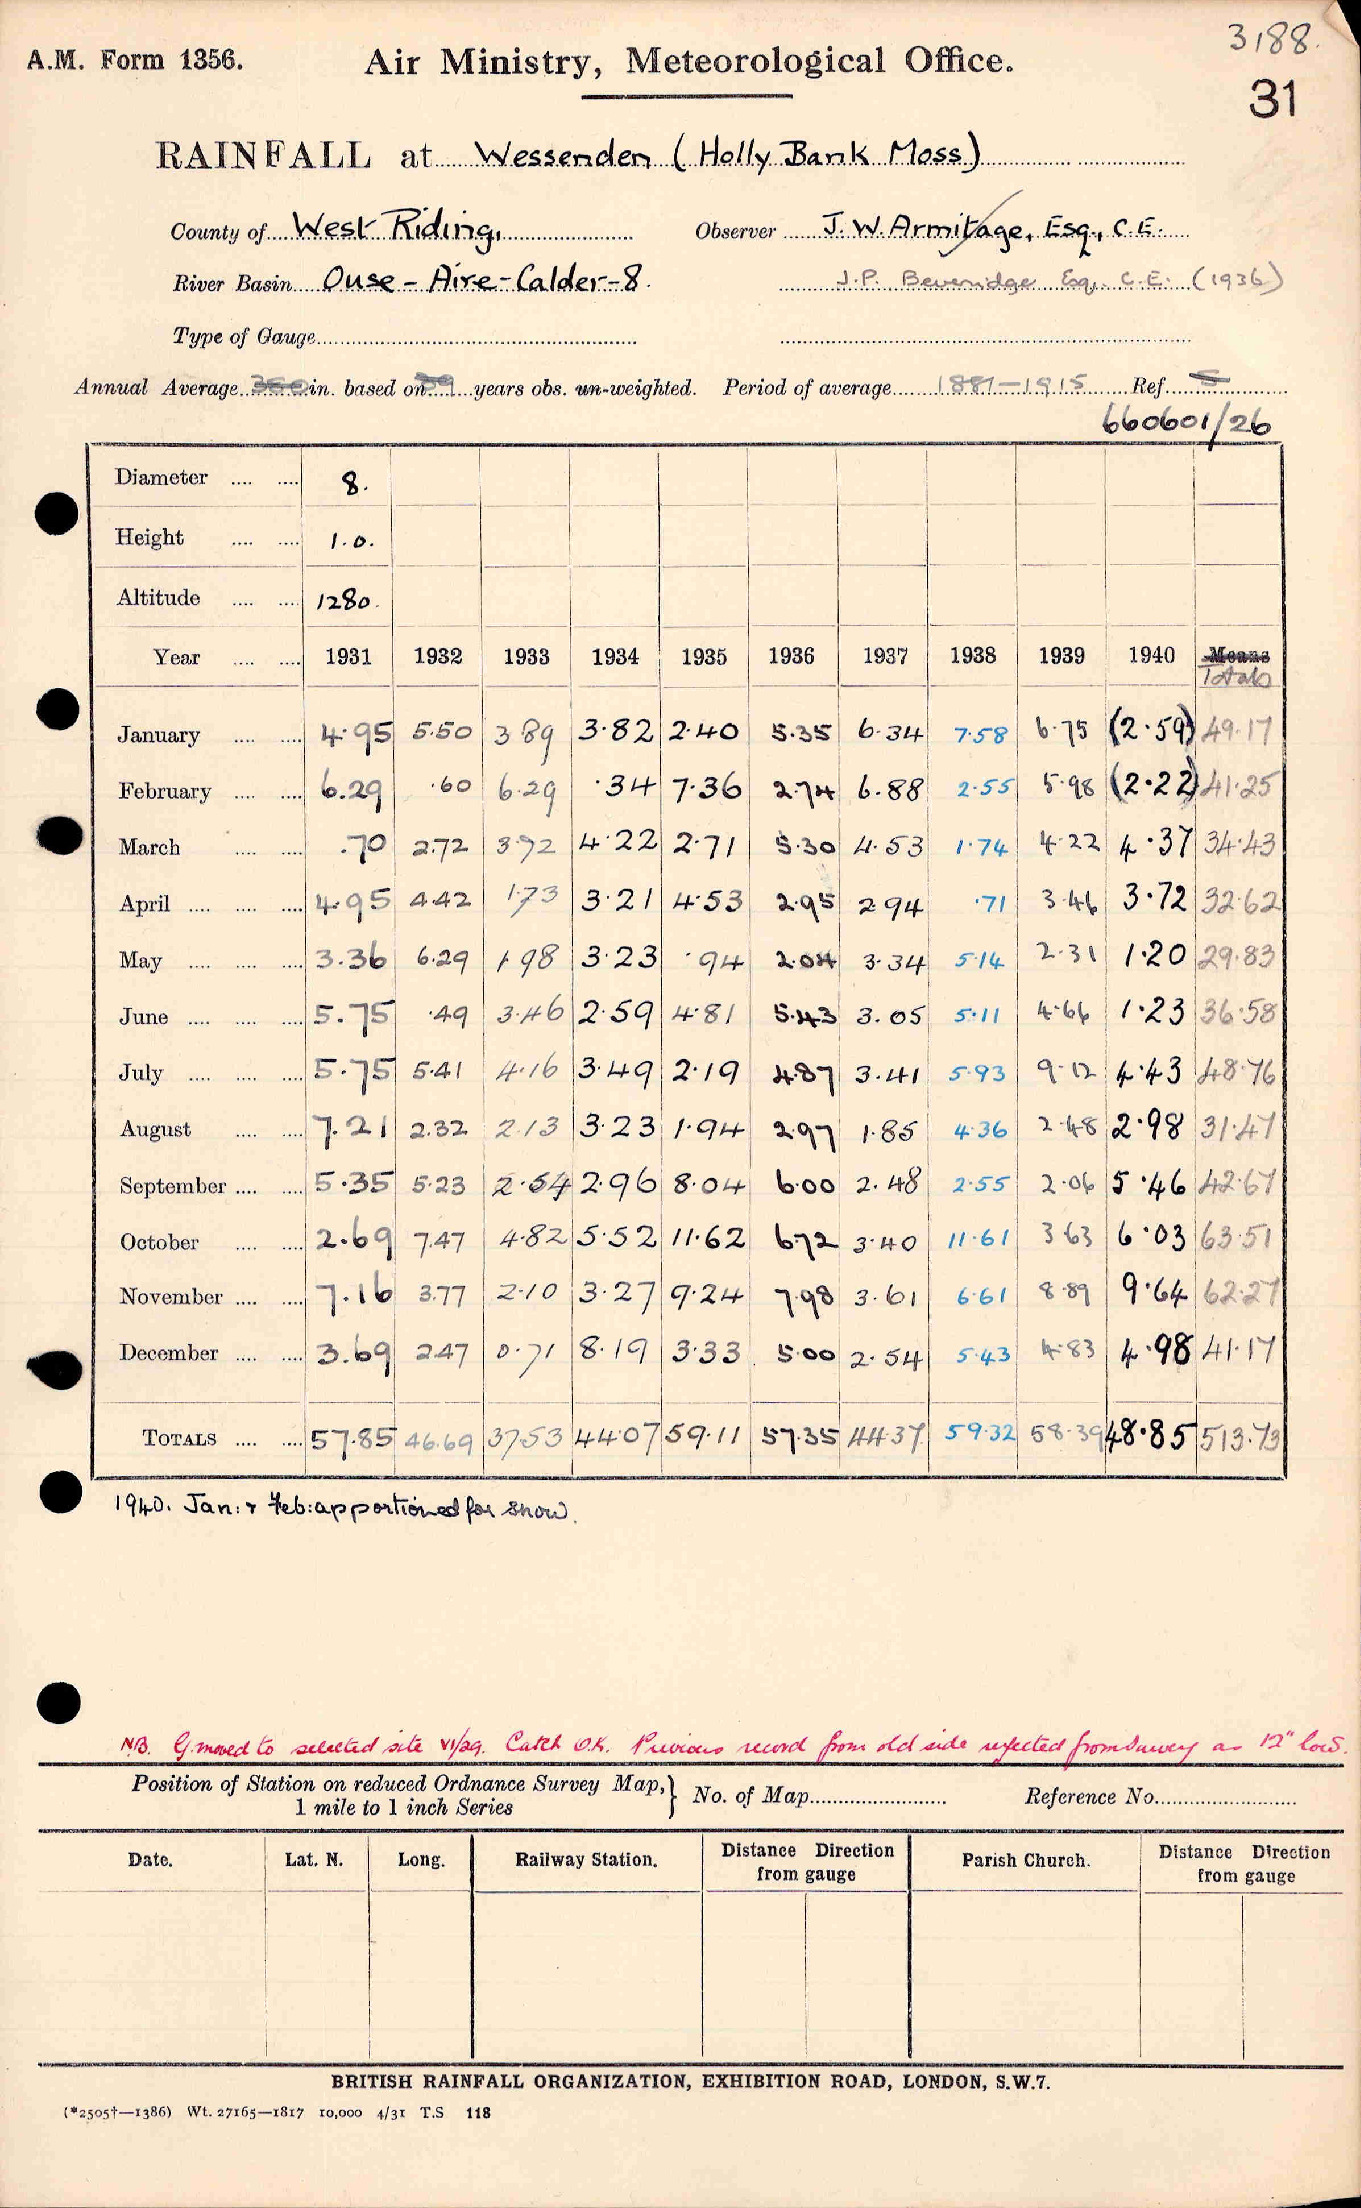 3188.
A.M. Form 1356. Air Ministry, Meteorological Office.
31
RAINFALL at Wessenden (Holly Bank Moss)
County of West Riding, Observer J. W. Armitage, Esq., C.E.
River Basin Ouse - Aire - Calder - 8. J. P. Beveridge Esq., C.E. (1936)
Type of Gauge
Annual Average in. based on 39 years obs. un-weighted. Period of average 1881-1915 Ref. 5
660601/26
Diameter .... .... 8.
Height .... .... 1.0.
Altitude .... .... 1280.
Year .... .... 1931 1932 1933 1934 1935 1936 1937 1938 1939 1940 Means
Totals
January .... .... 4.95 5.50 3.89 3.82 2.40 5.35 6.34 7.58 6.75 (2.59) 49.17
February .... .... 6.29 .60 6.29 .34 7.36 2.74 6.88 2.55 5.98 (2.22) 41.25
March .... .... .70 2.72 3.72 4.22 2.71 5.30 4.53 1.74 4.22 4.37 34.43
April .... .... .... 4.95 4.42 1.73 3.21 4.53 2.95 2.94 .71 3.46 3.72 32.62
May .... .... .... 3.36 6.29 1.98 3.23 .94 2.04 3.34 5.14 2.31 1.20 29.83
June .... .... .... 5.75 .49 3.46 2.59 4.81 5.43 3.05 5.11 4.66 1.23 36.58
July .... .... .... 5.75 5.41 4.16 3.49 2.19 4.87 3.41 5.93 9.12 4.43 48.76
August .... .... 7.21 2.32 2.13 3.23 1.94 2.97 1.85 4.36 2.48 2.98 31.47
September .... .... 5.35 5.23 2.54 2.96 8.04 6.00 2.48 2.55 2.06 5.46 42.67
October .... .... 2.69 7.47 4.82 5.52 11.62 6.72 3.40 11.61 3.63 6.03 63.51
November .... .... 7.16 3.77 2.10 3.27 9.24 7.98 3.61 6.61 8.89 9.64 62.27
December .... .... 3.69 2.47 0.71 8.19 3.33 5.00 2.54 5.43 4.83 4.98 41.17
TOTALS .... .... 57.85 46.69 37.53 44.07 59.11 57.35 44.37 59.32 58.39 48.85 513.73
1940. Jan: & Feb: apportioned for snow.
NB. G. moved to selected site VI/29. Catch O.K. Previous record from old side rejected from Survey as 12" low.
Position of Station on reduced Ordnance Survey Map, } No. of Map Reference No.
1 mile to 1 inch Series
Date. Lat. N. Long. Railway Station. Distance Direction from gauge Parish Church. Distance Direction from gauge
BRITISH RAINFALL ORGANIZATION, EXHIBITION ROAD, LONDON, S.W.7.
(*2505†—1386) Wt. 27165—1817 10,000 4/31 T.S 118